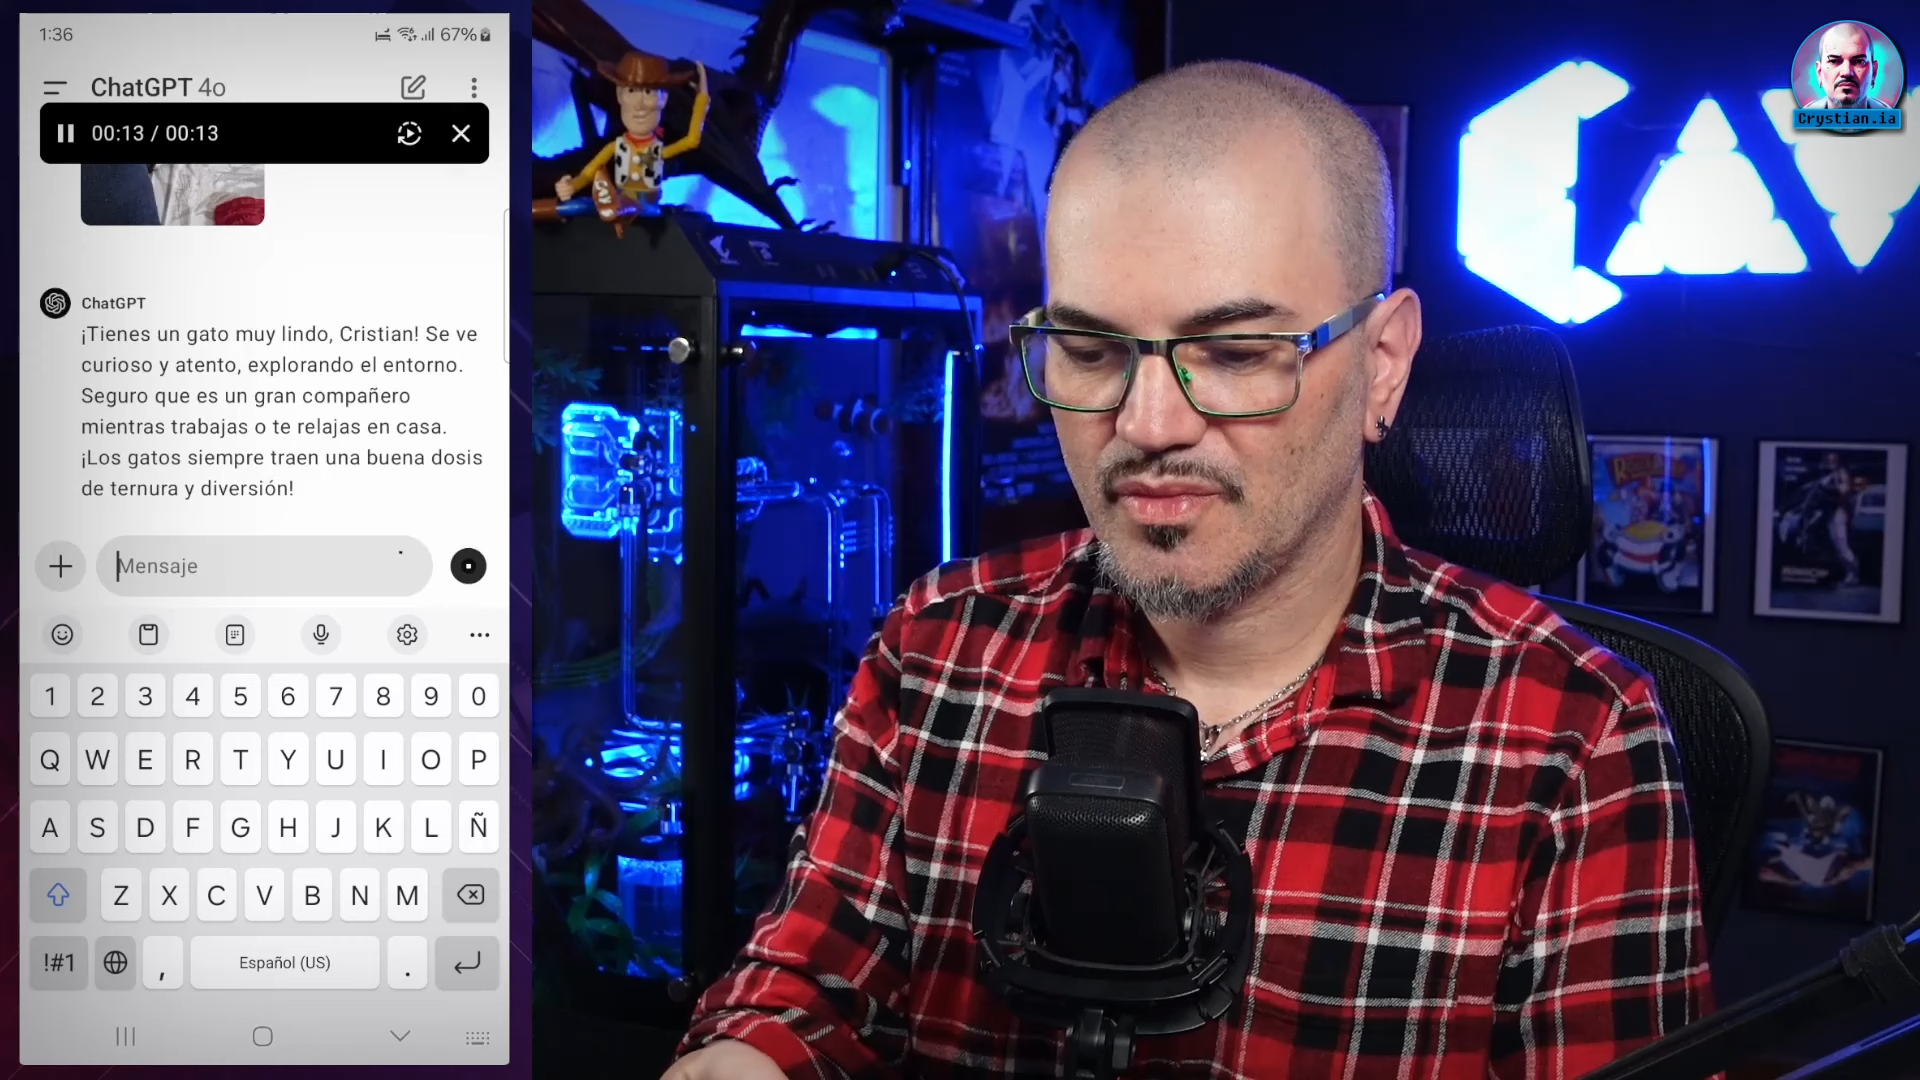 1:36
67%
ChatGPT 4o
00:13 / 00:13
ChatGPT
¡Tienes un gato muy lindo, Cristian! Se ve
curioso y atento, explorando el entorno.
Seguro que es un gran compañero
mientras trabajas o te relajas en casa.
¡Los gatos siempre traen una buena dosis
de ternura y diversión!
Mensaje
1 2 3 4 5 6 7 8 9 0
Q W E R T Y U I O P
A S D F G H J K L Ñ
Z X C V B N M
!#1 , Español (US) .
CAV
Crystian.ia